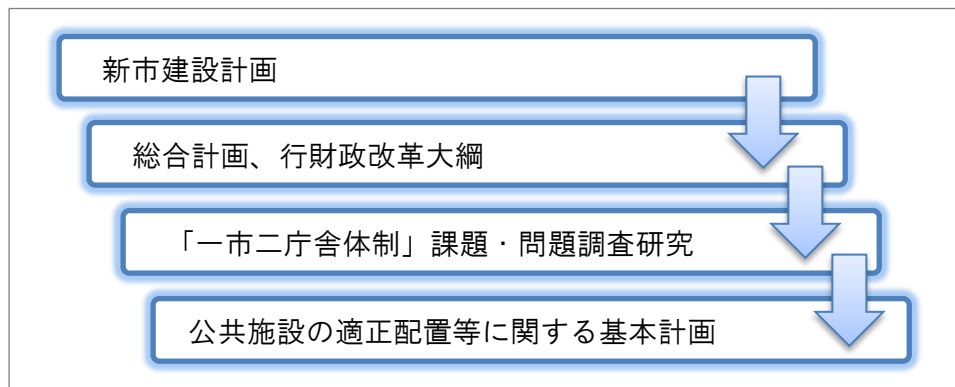 新市建設計画
総合計画、行財政改革大綱
「一市二庁舎体制」課題・問題調査研究
公共施設の適正配置等に関する基本計画